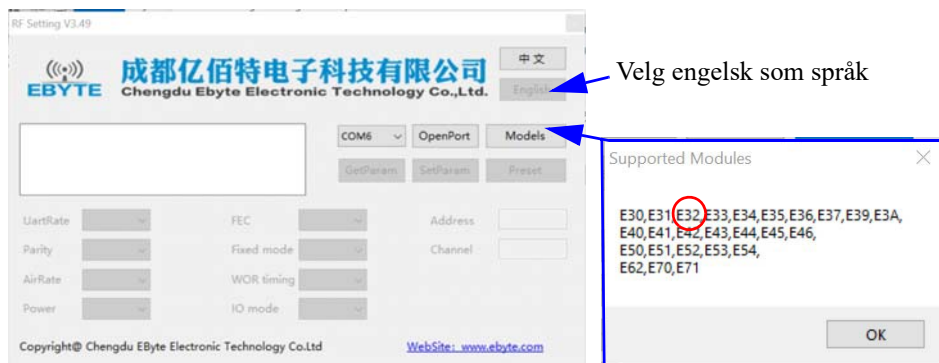 RF Setting V3.49
中文
EBYTE
成都亿佰特电子科技有限公司
Chengdu Ebyte Electronic Technology Co.,Ltd.
English
Velg engelsk som språk
COM6 OpenPort Models
GetParam SetParam Preset
Supported Modules
E30,E31,E32,E33,E34,E35,E36,E37,E39,E3A,
E40,E41,E42,E43,E44,E45,E46,
E50,E51,E52,E53,E54,
E62,E70,E71
OK
UartRate FEC Address
Parity Fixed mode Channel
AirRate WOR timing
Power IO mode
Copyright@ Chengdu EByte Electronic Technology Co.Ltd WebSite: www.ebyte.com